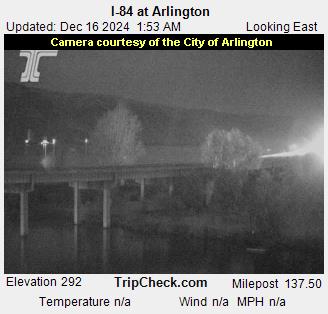 I-84 at Arlington
Updated: Dec 16 2024 1:53 AM Looking East
Camera courtesy of the City of Arlington
Elevation 292 TripCheck.com Milepost 137.50
Temperature n/a Wind n/a MPH n/a